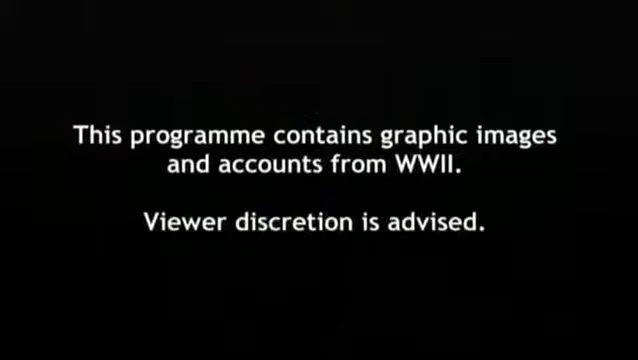 This programme contains graphic images
and accounts from WWII.
Viewer discretion is advised.